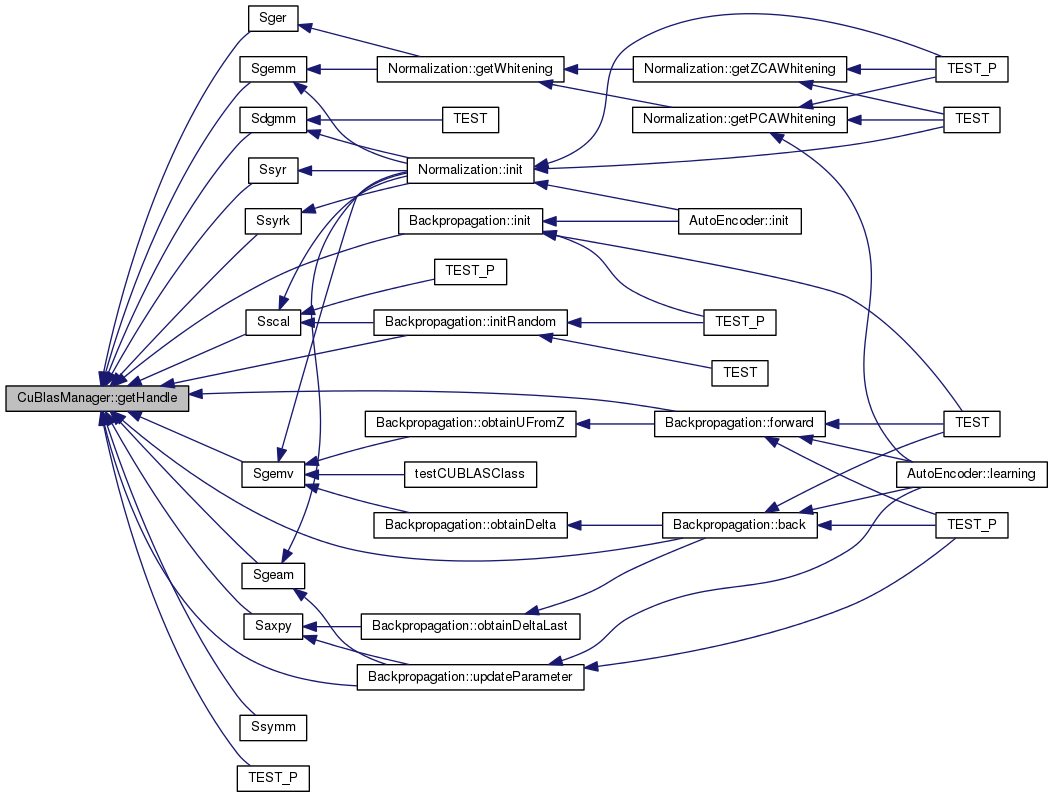 Sger
Sgemm
Normalization::getWhitening
Normalization::getZCAWhitening
TEST_P
Sdgmm
TEST
Normalization::getPCAWhitening
TEST
Ssyr
Normalization::init
Ssyrk
Backpropagation::init
AutoEncoder::init
TEST_P
Sscal
Backpropagation::initRandom
TEST_P
TEST
CuBlasManager::getHandle
Backpropagation::obtainUFromZ
Backpropagation::forward
TEST
Sgemv
testCUBLASClass
AutoEncoder::learning
Backpropagation::obtainDelta
Backpropagation::back
TEST_P
Sgeam
Saxpy
Backpropagation::obtainDeltaLast
Backpropagation::updateParameter
Ssymm
TEST_P